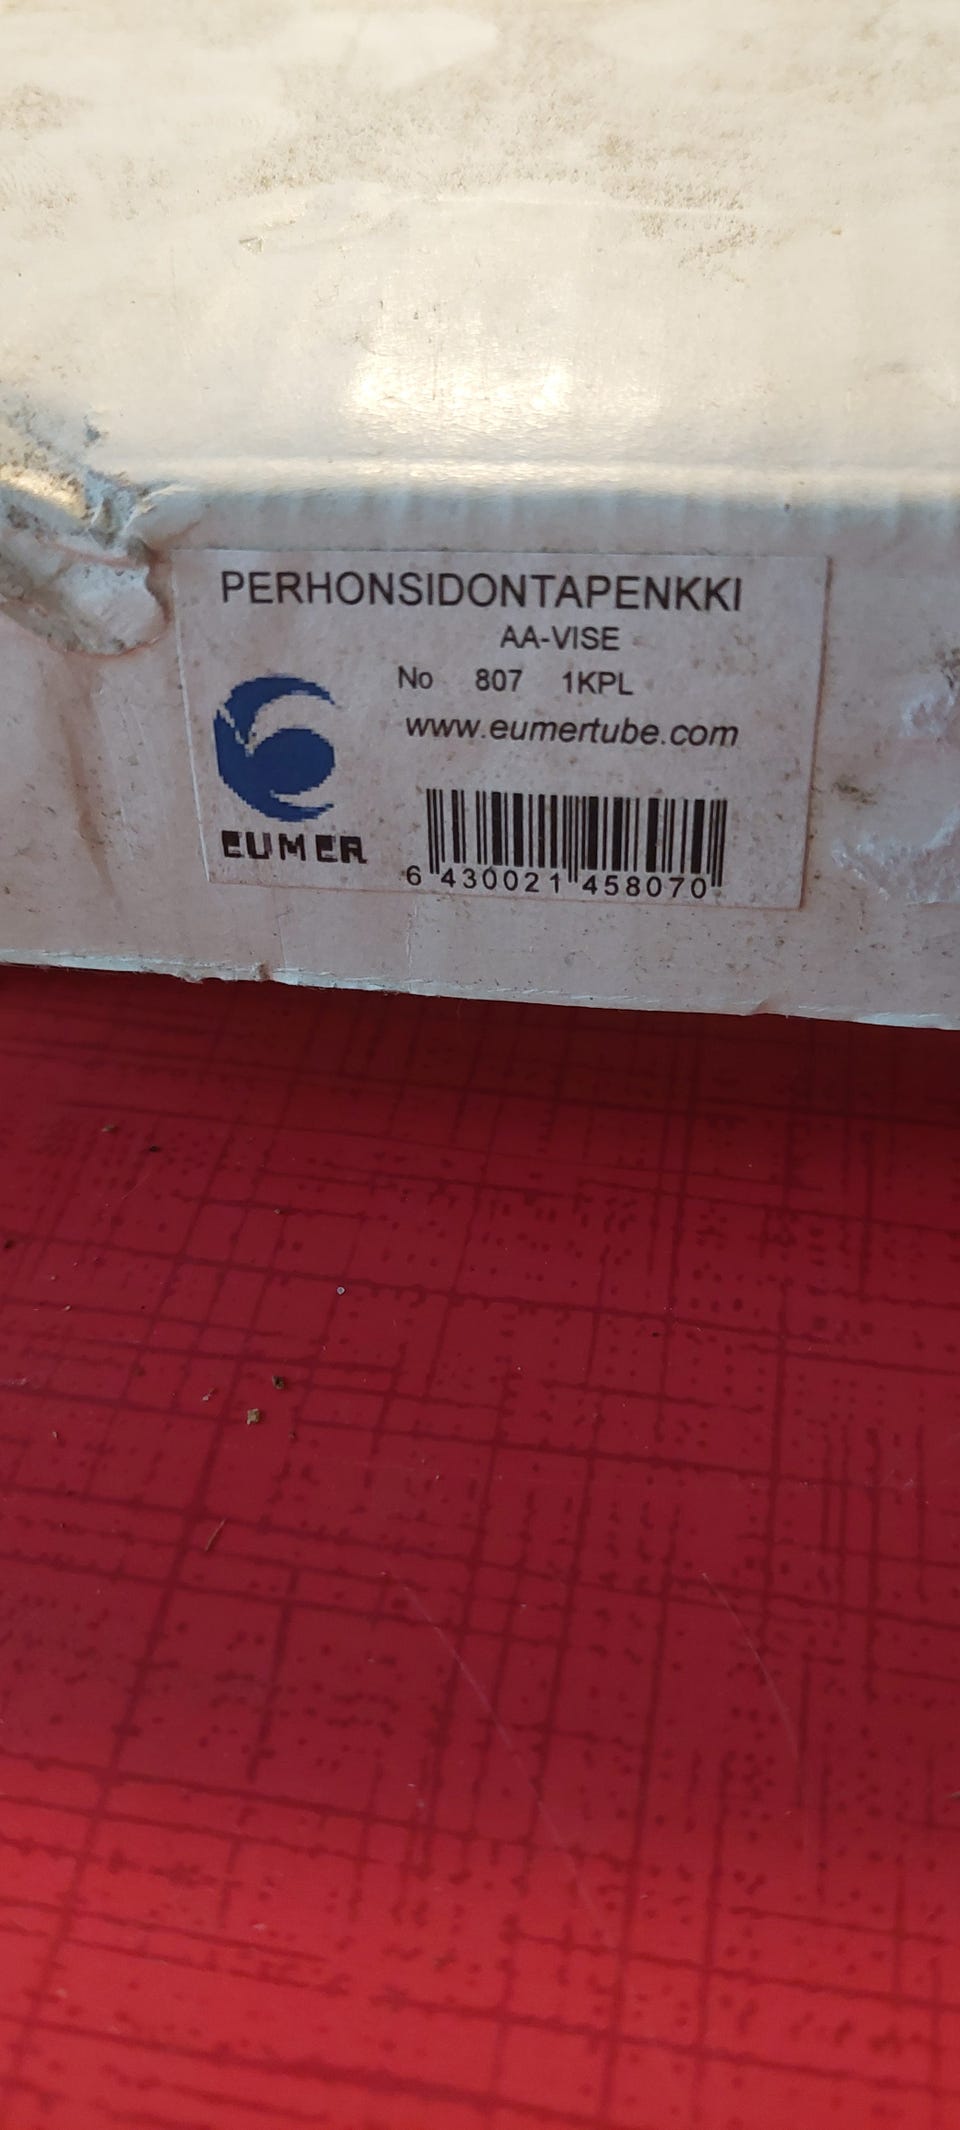 PERHONSIDONTAPENKKI
AA-VISE
No 807 1KPL
www.eumertube.com
EUMER
6 430021 458070